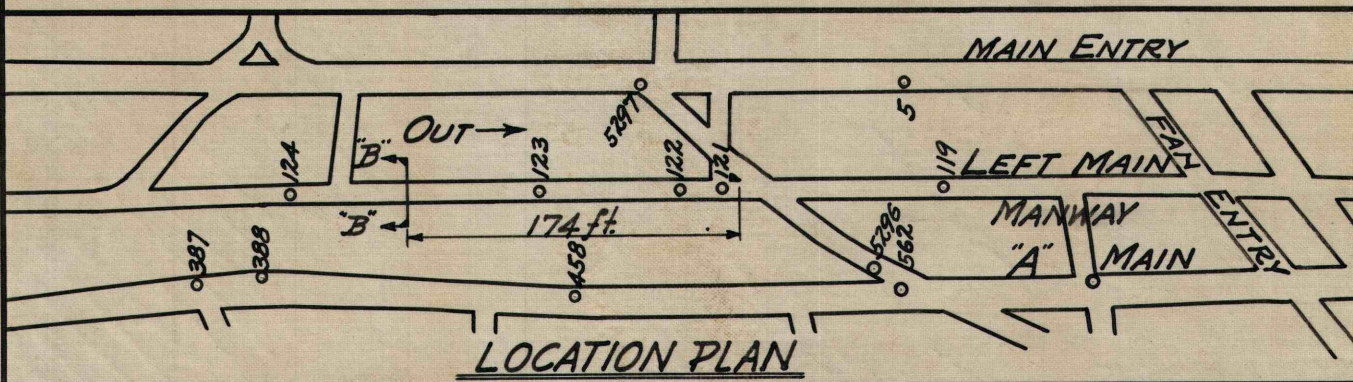 MAIN ENTRY
5297
5
OUT
FAN
"B"
124
123
122
121
119
LEFT MAIN
"B"
174 ft.
MANWAY
ENTRY
387
388
458
5296
562
"A" MAIN
LOCATION PLAN